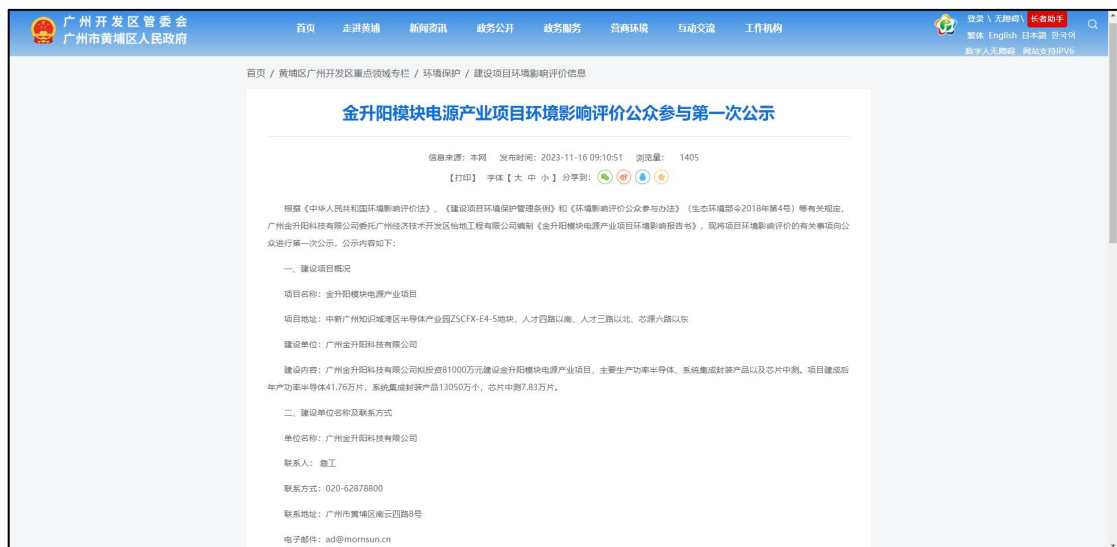 广州开发区管委会
广州市黄埔区人民政府
首页 走进黄埔 新闻资讯 政务公开 政务服务 营商环境 互动交流 工作机构
登录 \ 无障碍 \ 长者助手
繁体 English 日本語 한국어
数字人无障碍 网站支持IPV6
首页 / 黄埔区广州开发区重点领域专栏 / 环境保护 / 建设项目环境影响评价信息
金升阳模块电源产业项目环境影响评价公众参与第一次公示
信息来源：本网 发布时间：2023-11-16 09:10:51 浏览量： 1405
【打印】 字体【 大 中 小 】 分享到：
根据《中华人民共和国环境影响评价法》、《建设项目环境保护管理条例》和《环境影响评价公众参与办法》（生态环境部令2018年第4号）等有关规定，
广州金升阳科技有限公司委托广州经济技术开发区怡地工程有限公司编制《金升阳模块电源产业项目环境影响报告书》，现将项目环境影响评价的有关事项向公
众进行第一次公示，公示内容如下：
一、建设项目概况
项目名称：金升阳模块电源产业项目
项目地址：中新广州知识城湾区半导体产业园ZSCFX-E4-5地块，人才四路以南、人才三路以北、芯源六路以东
建设单位：广州金升阳科技有限公司
建设内容：广州金升阳科技有限公司拟投资81000万元建设金升阳模块电源产业项目，主要生产功率半导体、系统集成封装产品以及芯片中测。项目建成后
年产功率半导体41.76万片，系统集成封装产品13050万个，芯片中测7.83万片。
二、建设单位名称及联系方式
单位名称：广州金升阳科技有限公司
联系人： 詹工
联系方式：020-62878800
联系地址：广州市黄埔区南云四路8号
电子邮件：ad@mornsun.cn